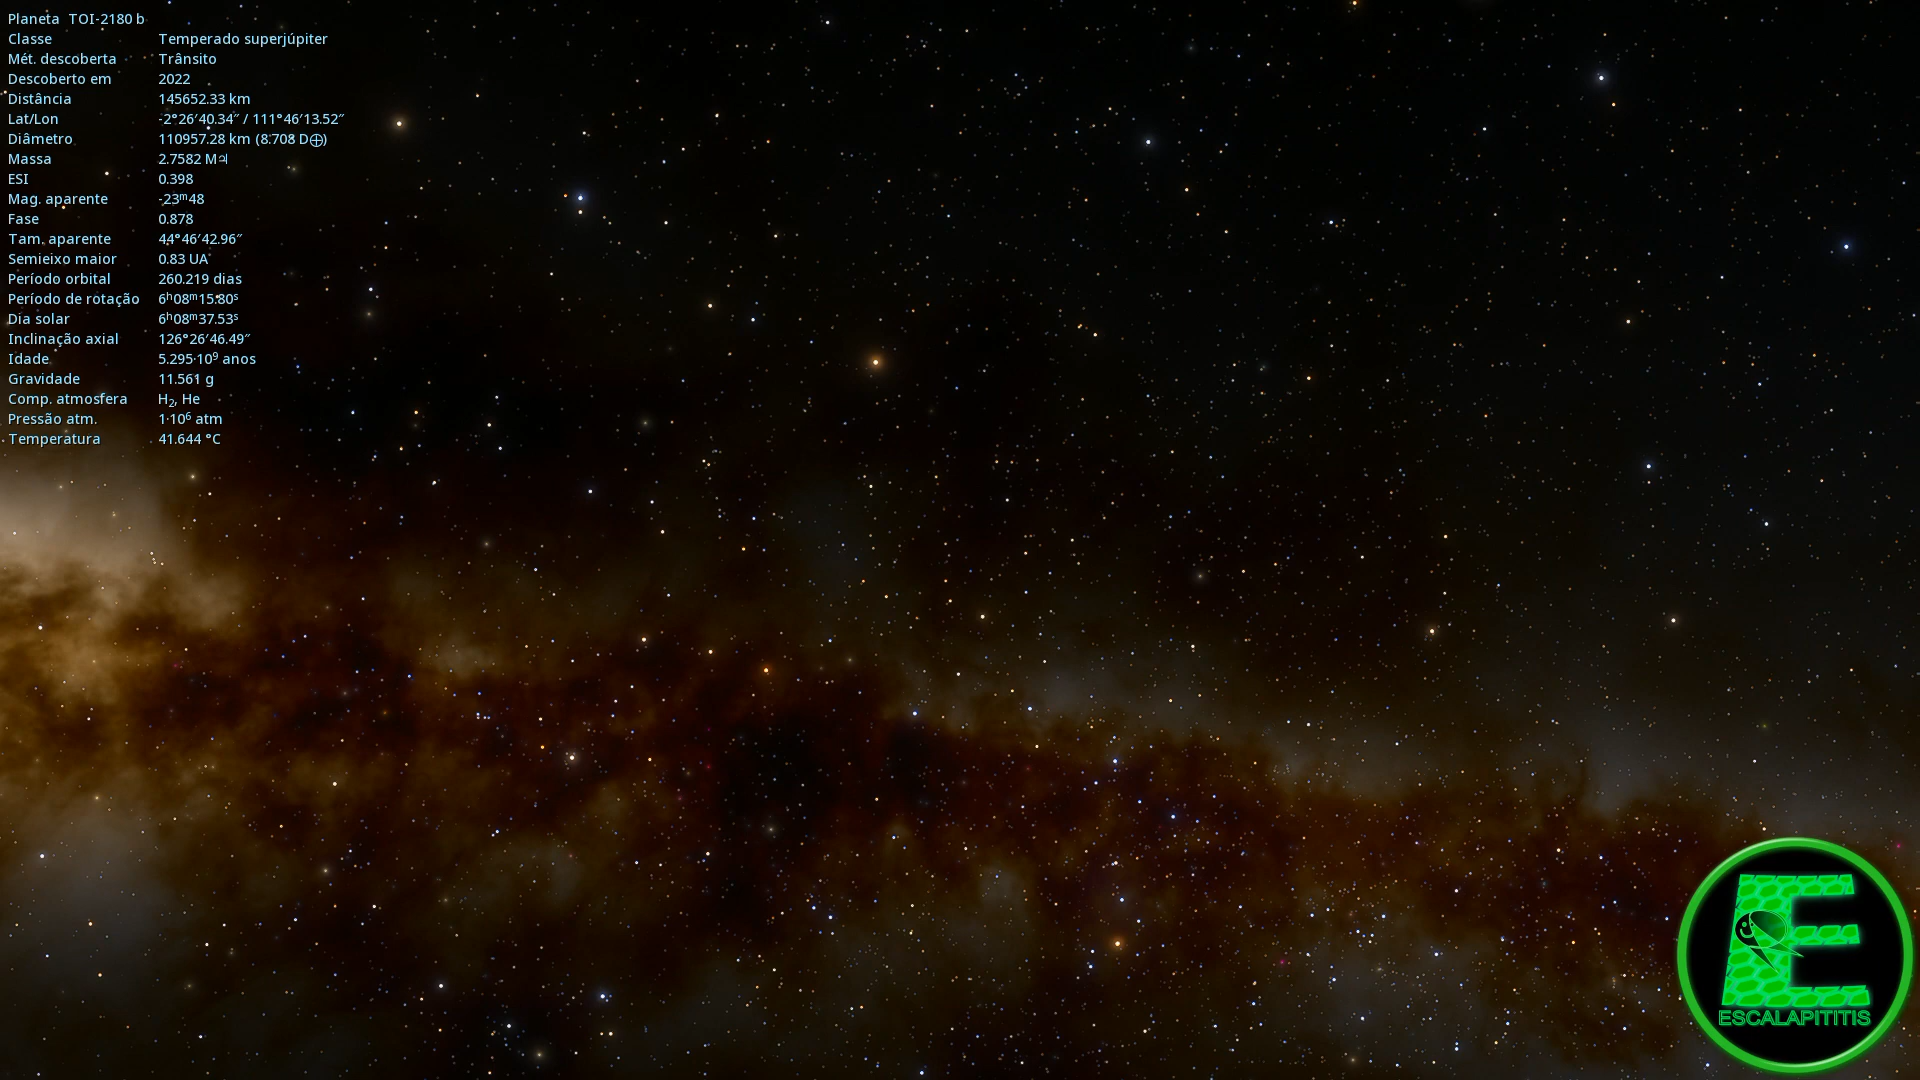 Planeta TOI-2180 b
Classe Temperado superjúpiter
Mét. descoberta Trânsito
Descoberto em 2022
Distância 145652.33 km
Lat/Lon -2°26′40.34″ / 111°46′13.52″
Diâmetro 110957.28 km (8.708 D⨁)
Massa 2.7582 M♃
ESI 0.398
Mag. aparente -23ᵐ48
Fase 0.878
Tam. aparente 44°46′42.96″
Semieixo maior 0.83 UA
Período orbital 260.219 dias
Período de rotação 6ʰ08ᵐ15.80ˢ
Dia solar 6ʰ08ᵐ37.53ˢ
Inclinação axial 126°26′46.49″
Idade 5.295·10⁹ anos
Gravidade 11.561 g
Comp. atmosfera H₂, He
Pressão atm. 1·10⁶ atm
Temperatura 41.644 °C
E
ESCALAPITITIS